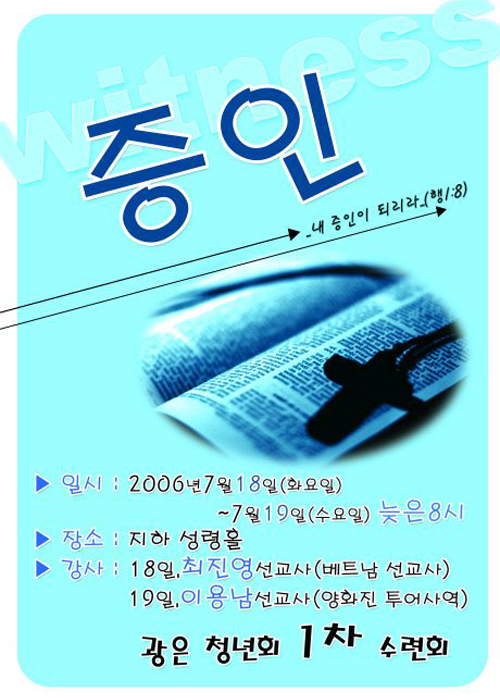 witness
증인
_내 증인이 되리라_(행1:8)
▶ 일시 : 2006년7월18일(화요일)
~7월19일(수요일) 늦은8시
▶ 장소 : 지하 성령홀
▶ 강사 : 18일,최진영선교사(베트남 선교사)
19일,이용남선교사(양화진 투어사역)
광은 청년회 1차 수련회